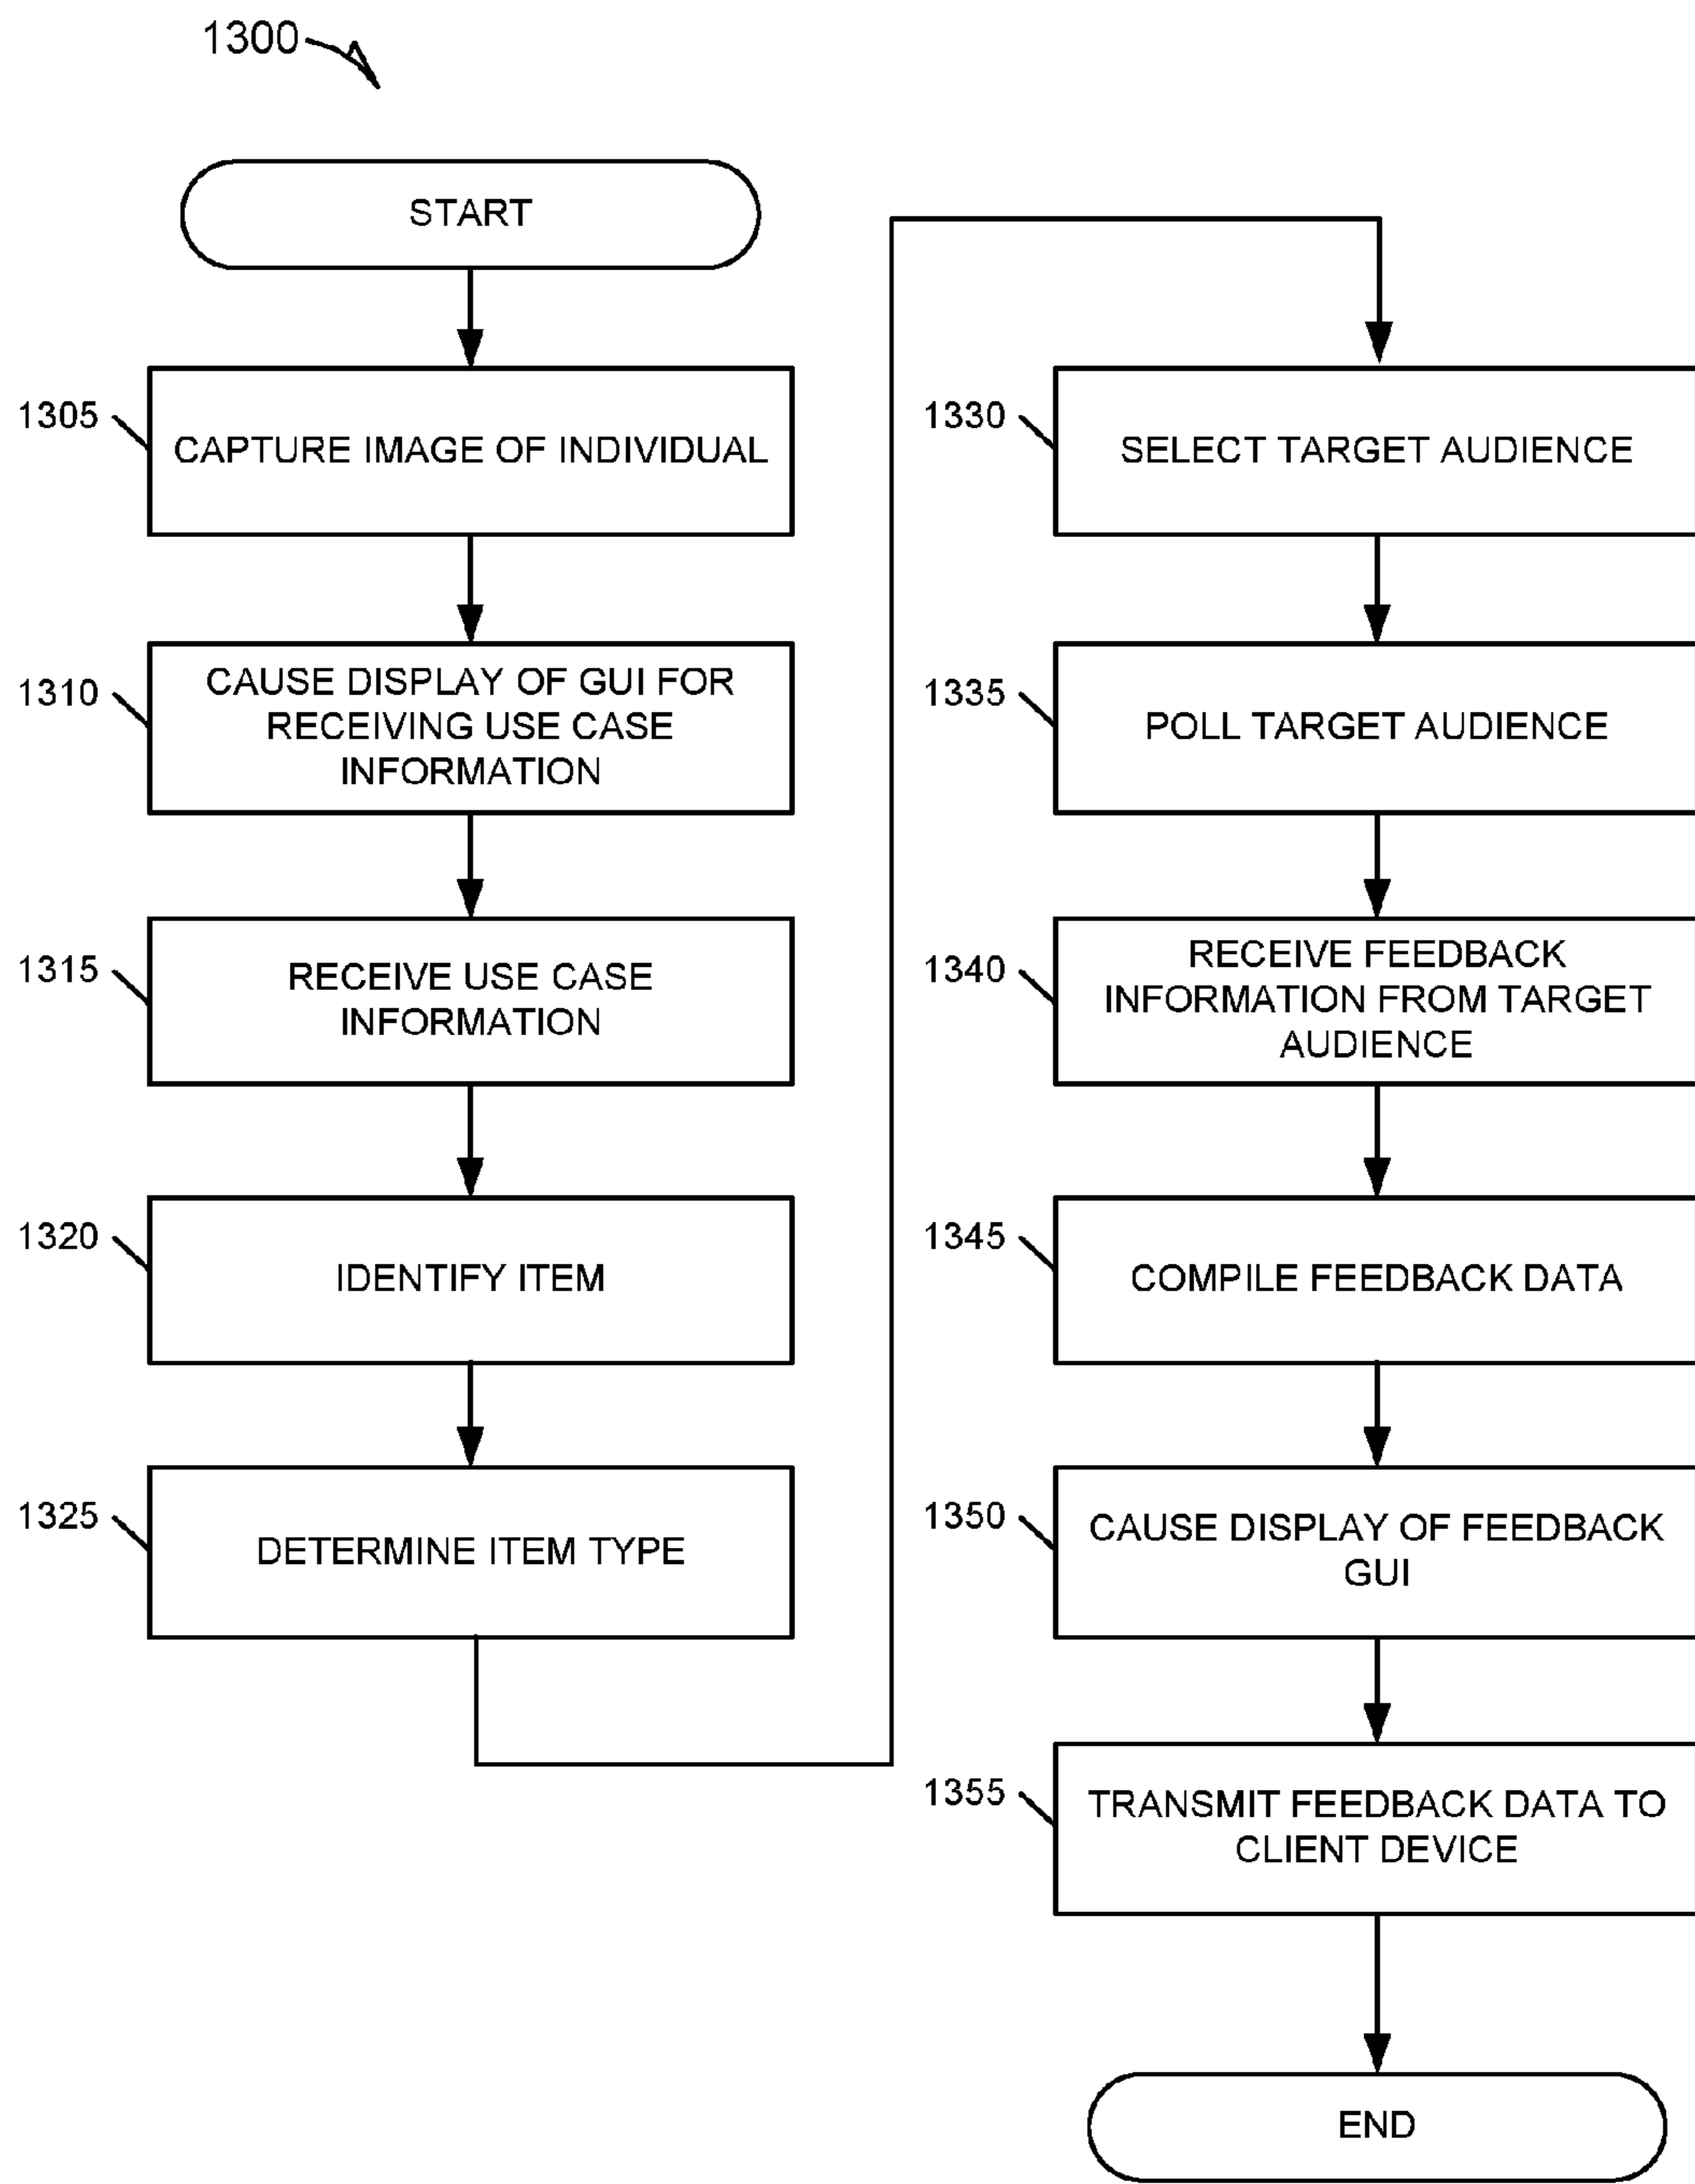 1300
START
1305
CAPTURE IMAGE OF INDIVIDUAL
1310
CAUSE DISPLAY OF GUI FOR
RECEIVING USE CASE
INFORMATION
1315
RECEIVE USE CASE
INFORMATION
1320
IDENTIFY ITEM
1325
DETERMINE ITEM TYPE
1330
SELECT TARGET AUDIENCE
1335
POLL TARGET AUDIENCE
1340
RECEIVE FEEDBACK
INFORMATION FROM TARGET
AUDIENCE
1345
COMPILE FEEDBACK DATA
1350
CAUSE DISPLAY OF FEEDBACK
GUI
1355
TRANSMIT FEEDBACK DATA TO
CLIENT DEVICE
END